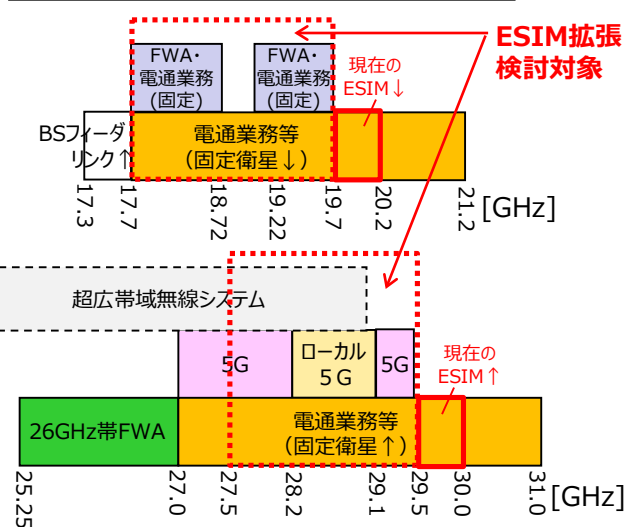 ESIM拡張
検討対象
FWA・
電通業務
(固定)
FWA・
電通業務
(固定)
現在の
ESIM↓
BSフィーダ
リンク↑
電通業務等
(固定衛星↓)
17.3
17.7
18.72
19.22
19.7
20.2
21.2
[GHz]
超広帯域無線システム
5G
ローカル
5G
5G
現在の
ESIM↑
26GHz帯FWA
電通業務等
(固定衛星↑)
25.25
27.0
27.5
28.2
29.1
29.5
30.0
31.0
[GHz]